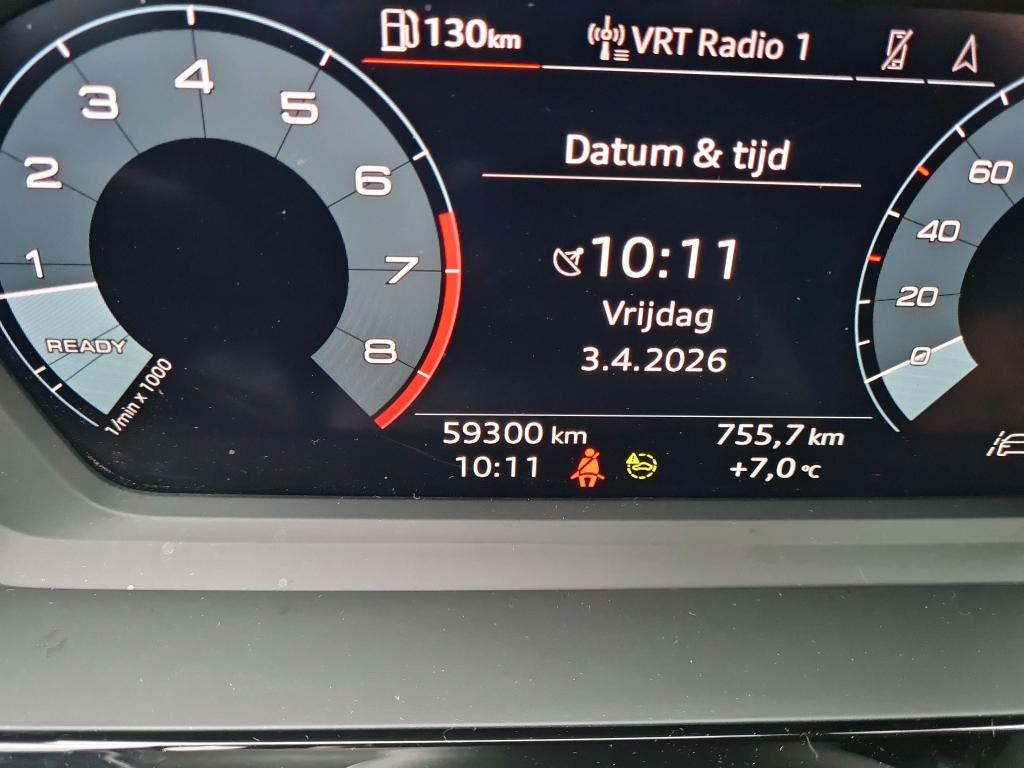 130km VRT Radio 1
Datum & tijd
10:11
Vrijdag
3.4.2026
59300 km 755,7 km
10:11 +7,0 °C
1
2
3
4
5
6
7
8
READY
1/min x 1000
0
20
40
60